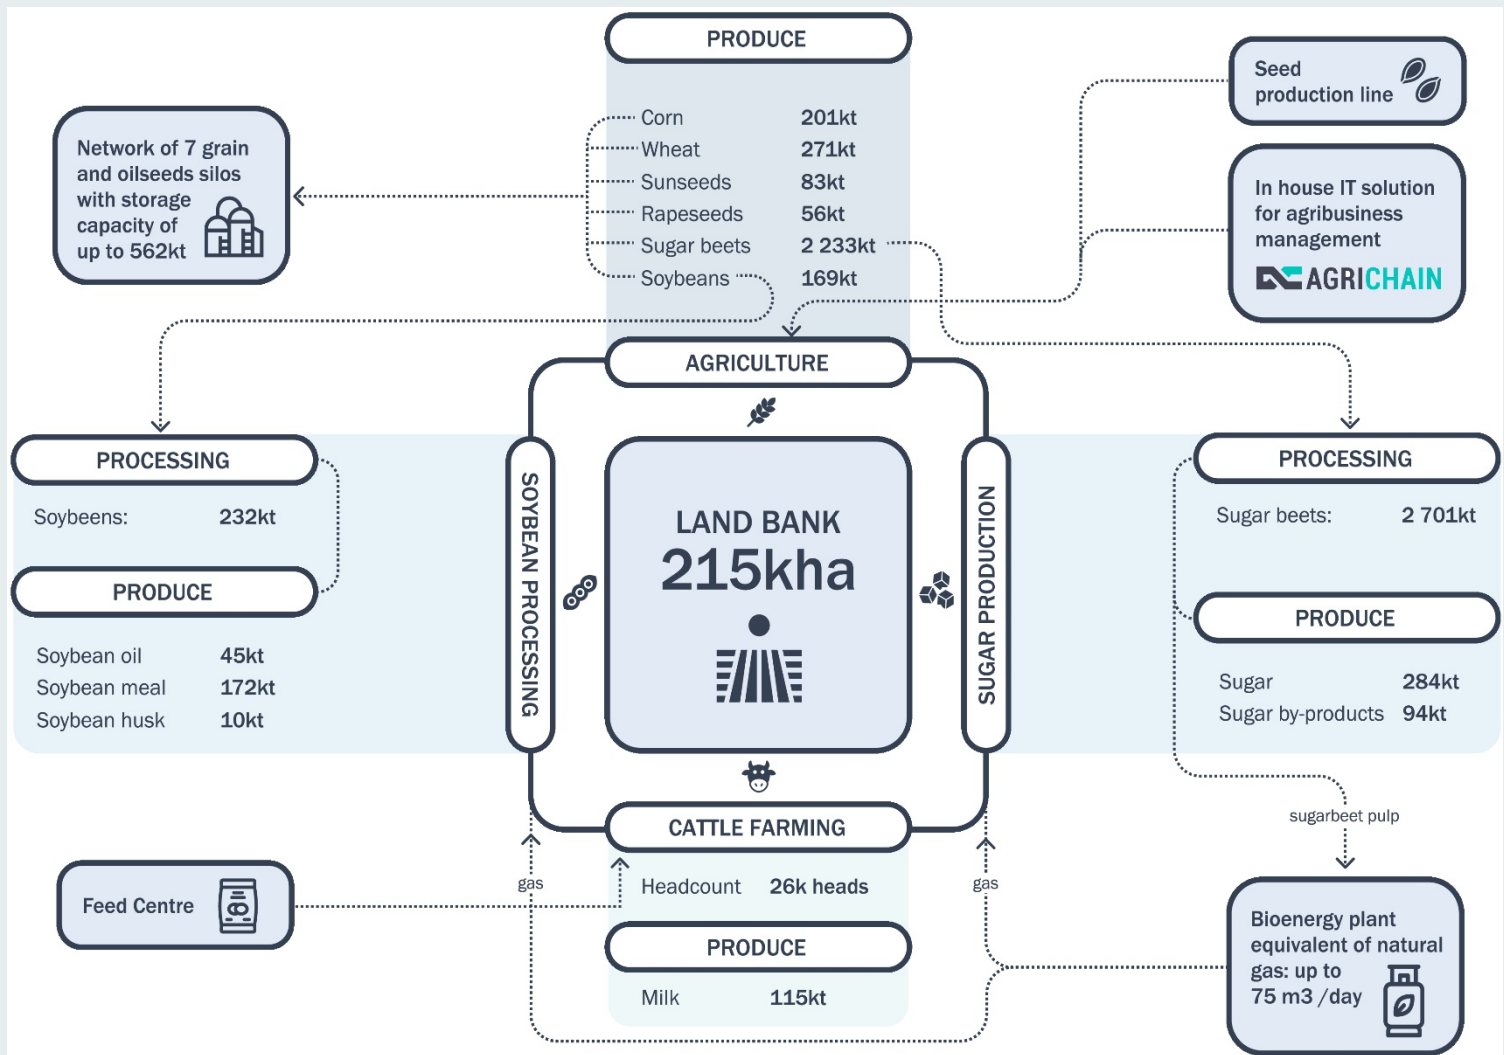 PRODUCE
Corn 201kt
Wheat 271kt
Sunseeds 83kt
Rapeseeds 56kt
Sugar beets 2 233kt
Soybeans 169kt
Network of 7 grain
and oilseeds silos
with storage
capacity of
up to 562kt
Seed
production line
In house IT solution
for agribusiness
management
AGRICHAIN
AGRICULTURE
PROCESSING
Soybeens: 232kt
PRODUCE
Soybean oil 45kt
Soybean meal 172kt
Soybean husk 10kt
SOYBEAN PROCESSING
LAND BANK
215kha
SUGAR PRODUCTION
PROCESSING
Sugar beets: 2 701kt
PRODUCE
Sugar 284kt
Sugar by-products 94kt
sugarbeet pulp
CATTLE FARMING
Headcount 26k heads
PRODUCE
Milk 115kt
Feed Centre
gas
gas
Bioenergy plant
equivalent of natural
gas: up to
75 m3 /day